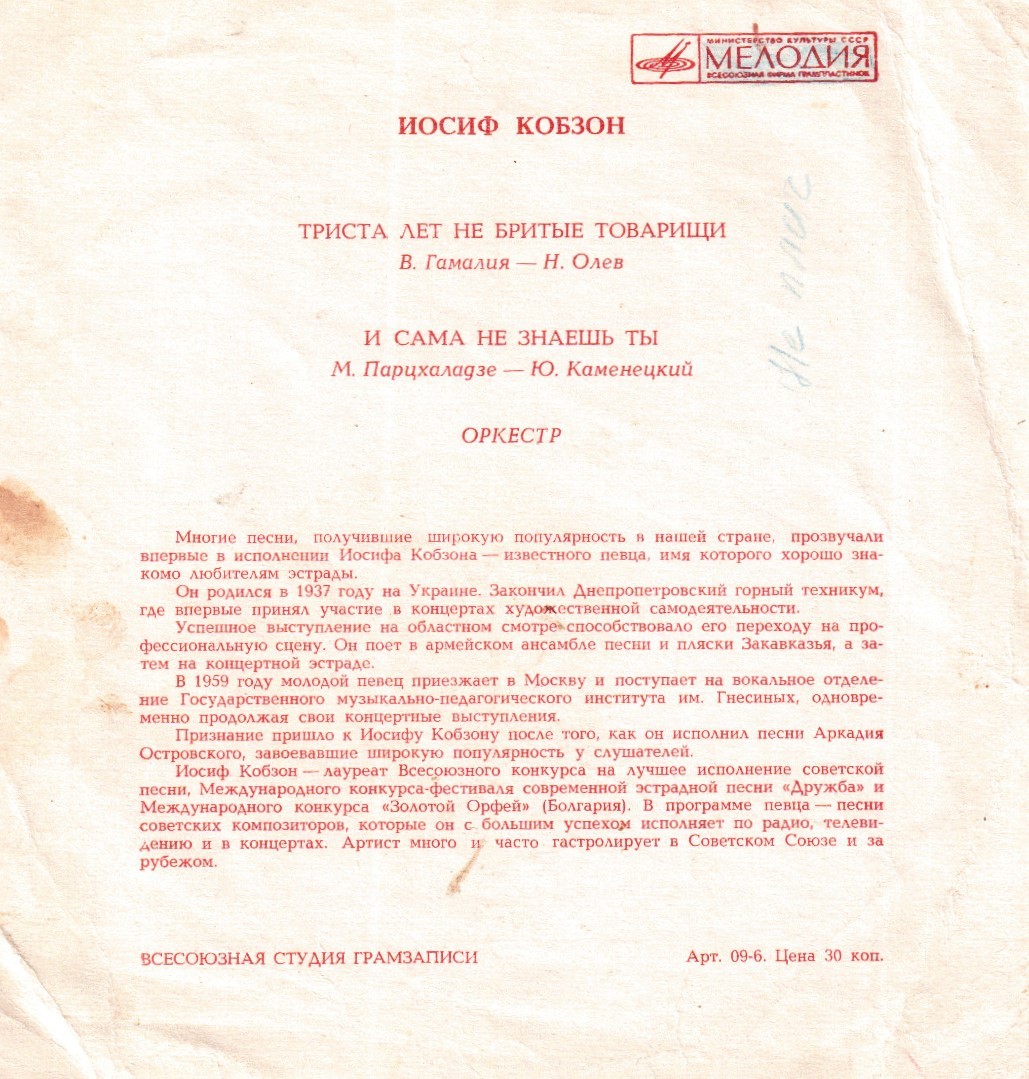 МИНИСТЕРСТВО КУЛЬТУРЫ СССР
МЕЛОДИЯ
ВСЕСОЮЗНАЯ ФИРМА ГРАМПЛАСТИНОК
ИОСИФ КОБЗОН
ТРИСТА ЛЕТ НЕ БРИТЫЕ ТОВАРИЩИ
В. Гамалия — Н. Олев
И САМА НЕ ЗНАЕШЬ ТЫ
М. Парцхаладзе — Ю. Каменецкий
ОРКЕСТР
Многие песни, получившие широкую популярность в нашей стране, прозвучали
впервые в исполнении Иосифа Кобзона — известного певца, имя которого хорошо зна-
комо любителям эстрады.
Он родился в 1937 году на Украине. Закончил Днепропетровский горный техникум,
где впервые принял участие в концертах художественной самодеятельности.
Успешное выступление на областном смотре способствовало его переходу на про-
фессиональную сцену. Он поет в армейском ансамбле песни и пляски Закавказья, а за-
тем на концертной эстраде.
В 1959 году молодой певец приезжает в Москву и поступает на вокальное отделе-
ние Государственного музыкально-педагогического института им. Гнесиных, одновре-
менно продолжая свои концертные выступления.
Признание пришло к Иосифу Кобзону после того, как он исполнил песни Аркадия
Островского, завоевавшие широкую популярность у слушателей.
Иосиф Кобзон — лауреат Всесоюзного конкурса на лучшее исполнение советской
песни, Международного конкурса-фестиваля современной эстрадной песни «Дружба» и
Международного конкурса «Золотой Орфей» (Болгария). В программе певца — песни
советских композиторов, которые он с большим успехом исполняет по радио, телеви-
дению и в концертах. Артист много и часто гастролирует в Советском Союзе и за
рубежом.
ВСЕСОЮЗНАЯ СТУДИЯ ГРАМЗАПИСИ
Арт. 09-6. Цена 30 коп.